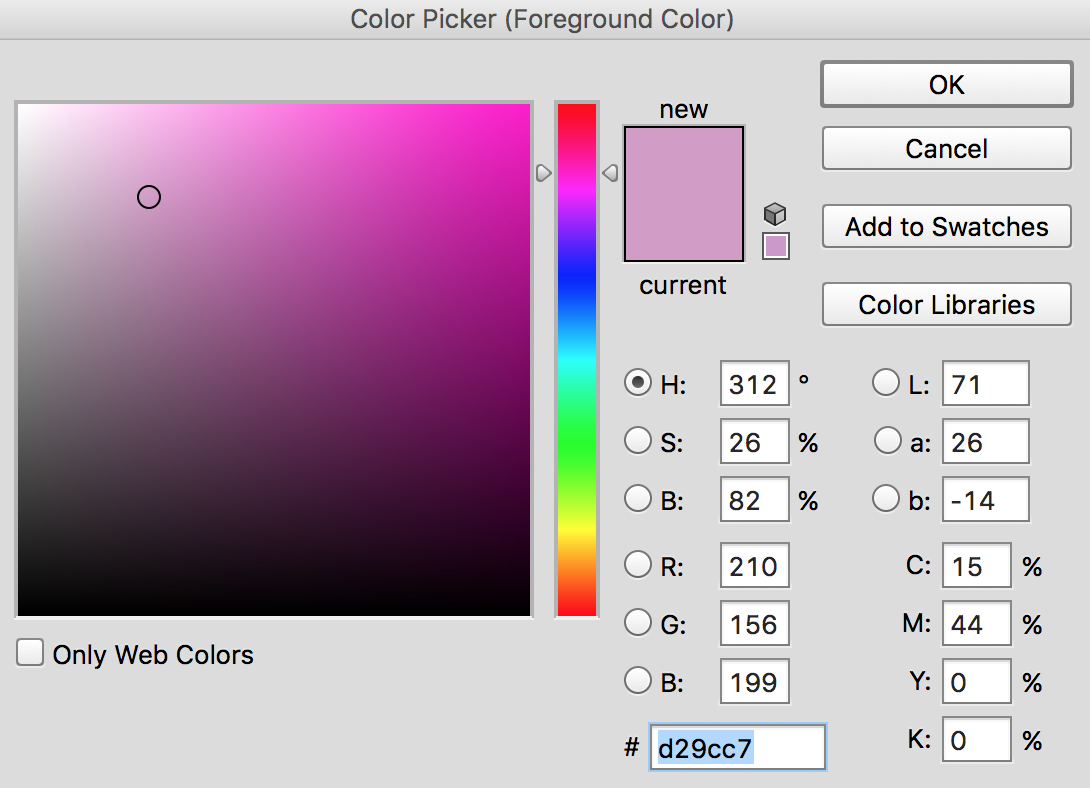 Color Picker (Foreground Color)
new
current
OK
Cancel
Add to Swatches
Color Libraries
H: 312 °
S: 26 %
B: 82 %
R: 210
G: 156
B: 199
# d29cc7
L: 71
a: 26
b: -14
C: 15 %
M: 44 %
Y: 0 %
K: 0 %
Only Web Colors